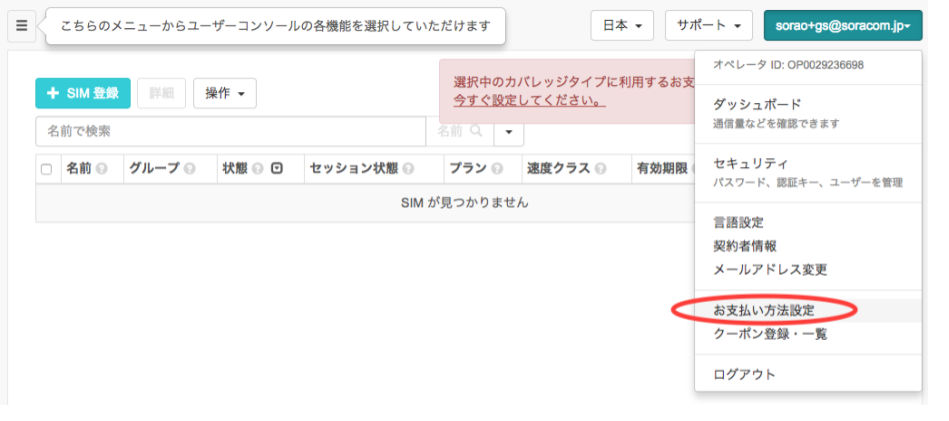 こちらのメニューからユーザーコンソールの各機能を選択していただけます
日本
サポート
sorao+gs@soracom.jp
オペレータ ID: OP0029236698
SIM 登録
詳細
操作
選択中のカバレッジタイプに利用するお支
今すぐ設定してください。
ダッシュボード
通信量などを確認できます
名前で検索
名前
セキュリティ
パスワード、認証キー、ユーザーを管理
名前
グループ
状態
セッション状態
プラン
速度クラス
有効期限
SIM が見つかりません
言語設定
契約者情報
メールアドレス変更
お支払い方法設定
クーポン登録・一覧
ログアウト